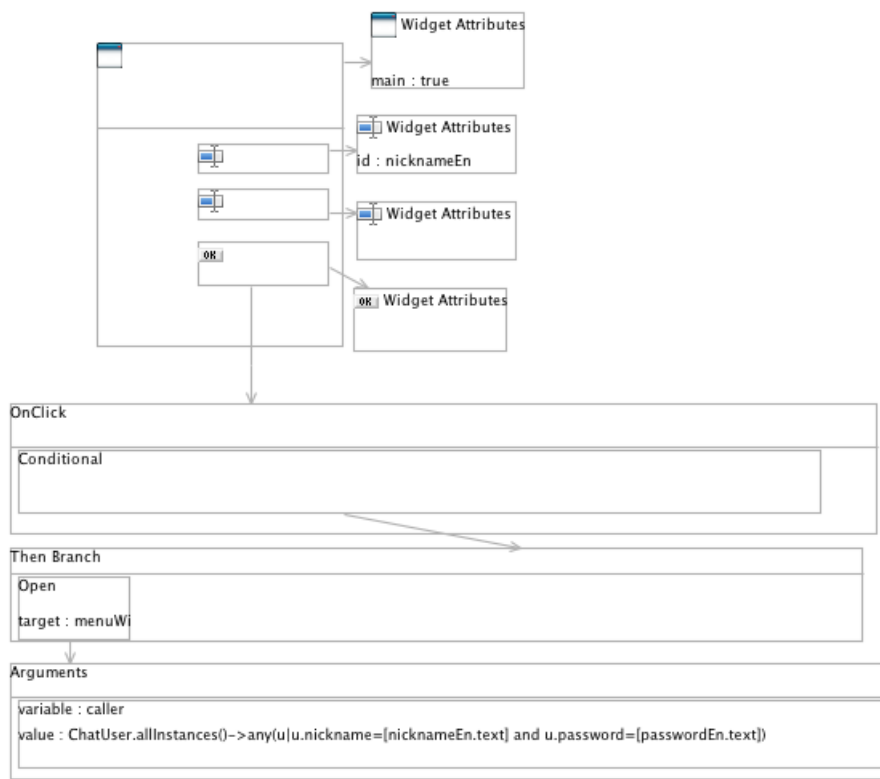 Widget Attributes
main : true
Widget Attributes
id : nicknameEn
Widget Attributes
OK
OK Widget Attributes
OnClick
Conditional
Then Branch
Open
target : menuWi
Arguments
variable : caller
value : ChatUser.allInstances()->any(u|u.nickname=[nicknameEn.text] and u.password=[passwordEn.text])